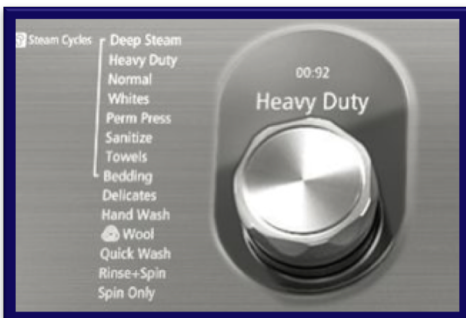 Steam Cycles
Deep Steam
Heavy Duty
Normal
Whites
Perm Press
Sanitize
Towels
Bedding
Delicates
Hand Wash
Wool
Quick Wash
Rinse+Spin
Spin Only
00:92
Heavy Duty